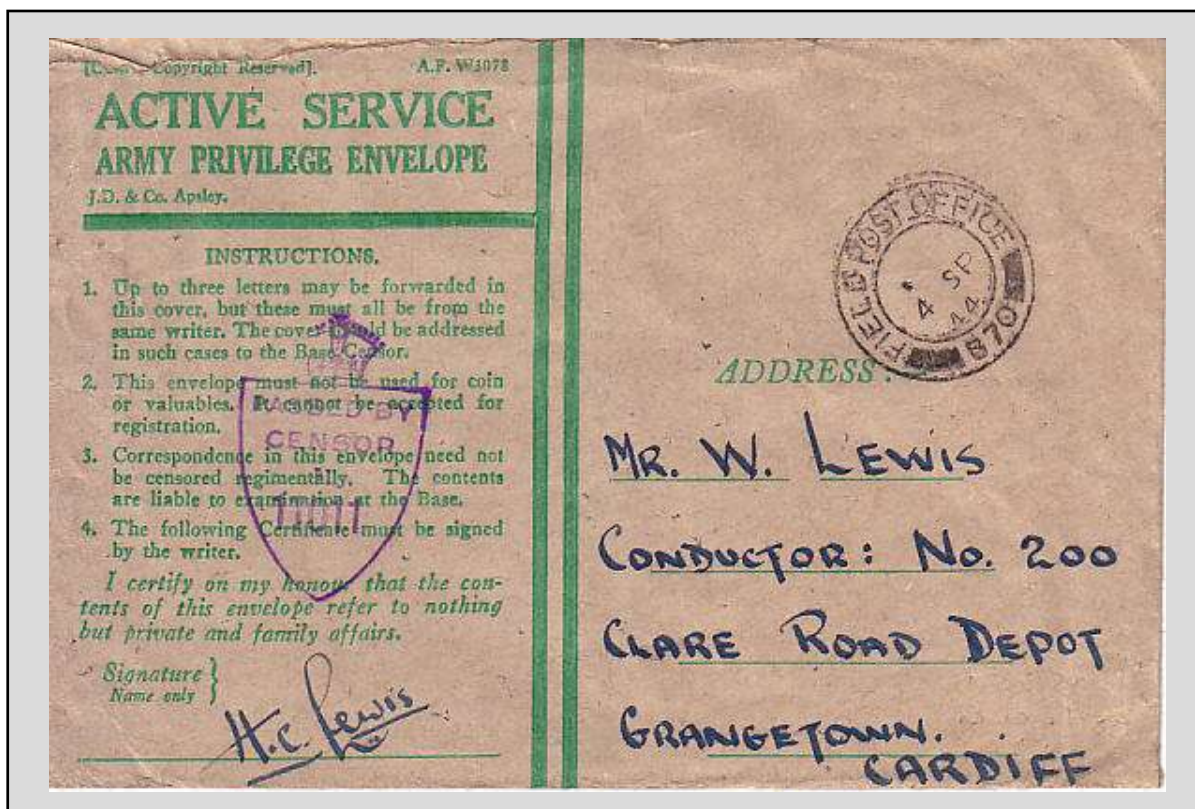 Copyright Reserved]. A.F. W3078
ACTIVE SERVICE
ARMY PRIVILEGE ENVELOPE
J.D. & Co. Apsley.
INSTRUCTIONS.
1. Up to three letters may be forwarded in
this cover, but these must all be from the
same writer. The cover should be addressed
in such cases to the Base Censor.
2. This envelope must not be used for coin
or valuables. It cannot be accepted for
registration.
3. Correspondence in this envelope need not
be censored regimentally. The contents
are liable to examination at the Base.
4. The following Certificate must be signed
by the writer.
I certify on my honour that the con-
tents of this envelope refer to nothing
but private and family affairs.
Signature }
Name only }
H.C. Lewis
PASSED BY
CENSOR
FIELD POST OFFICE
4 SP
44
870
ADDRESS:
MR. W. LEWIS
CONDUCTOR: No. 200
CLARE ROAD DEPOT
GRANGETOWN.
CARDIFF